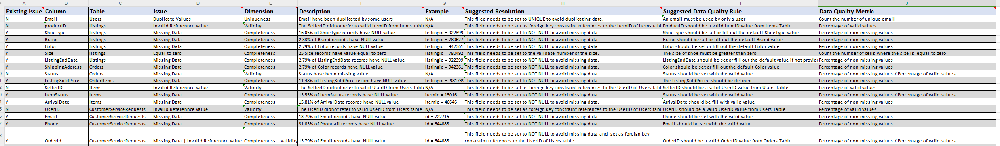 A B C D E F G H I J
Existing Issue Column Table Issue Dimension Description Example Suggested Resolution Suggested Data Quality Rule Data Quality Metric
N Email Users Duplicate Values Uniqueness Email have been duplicated by some users N/A This filed needs to be set to UNIQUE to avoid duplicating data. An email must be used by only a user Count the number of unique email
N productID Listings Invalid Referennce value Validity The SellerID didnot refer to valid ItemID from Items table N/A This field needs to be set as foreign key constraint references to the ItemID of Items tabl ProductID should be a valid ItemID value from Items Table Percentage of valid values
Y ShoeType Listings Missing Data Completeness 16.05% of ShoeType records have NULL value listingid = 922399 This field needs to be set to NOT NULL to avoid missing data. ShoeType should be set or fill out the default ShoeType value Percentage of non-missing values
Y Brand Listings Missing Data Completeness 2.33% of Brand records have NULL value listingid = 780627 This field needs to be set to NOT NULL to avoid missing data. Brand should be set or fill out the default Brand value Percentage of non-missing values
Y Color Listings Missing Data Completeness 2.79% of Color records have NULL value listingid = 942361 This field needs to be set to NOT NULL to avoid missing data. Color should be set or fill out the default Color value Percentage of non-missing values
Y Size listings Equal to zero Completeness 25 Size records have value equal to zero listingid = 780492 This field needs to be set to the validate number of the size. The size of shoe must be greater than zero Count the number of cells where the size is equal to zero
Y ListingEndDate Listings Missing Data Completeness 2.79% of ListingEndDate records have NULL value listingid = 922399 This field needs to be set to NOT NULL to avoid missing data. ListingEndDate should be set or fill out the default value if not provid Percentage of non-missing values
Y ShippingAddress Orders Missing Data Completeness 2.79% of Color records have NULL value listingid = 942361 This field needs to be set to NOT NULL to avoid missing data. Color should be set or fill out the default Color value Percentage of non-missing values
N Status Orders Missing Data Validity Status have been missing value N/A This field needs to be set to NOT NULL to avoid missing data. Status should be set with the valid value Percentage of non-missing values / Percentage of valid values
Y ListingSoldPrice OrderItems Missing Data Completeness 11.48% of ListingSoldPrice record have NULL value listingid = 981789 This field needs to be set to NOT NULL to avoid missing data. The ListingSoldPricee should be defined Percentage of non-missing values
N SellerID Items Invalid Referennce value Validity The SellerID didnot refer to valid UserID from Users table N/A This field needs to be set as foreign key constraint references to the UserID of Users tabl SellerID should be a valid UserID value from Users Table Percentage of valid values
Y ItemStatus Items Missing Data Completeness 13.55% of ItemStatus records have NULL value itemid = 15016 This field needs to be set to NOT NULL to avoid missing data. Status should be set with the valid value Percentage of non-missing values / Percentage of valid values
Y ArrivalDate Items Missing Data Completeness 15.81% of ArrivalDate records have NULL value itemid = 46646 This field needs to be set to NOT NULL to avoid missing data. ArrivalDate should be fill with valid value Percentage of non-missing values
N UserID CustomerServiceRequests Invalid Referennce value Validity The UserID didnot refer to valid UserID from Users table N/A This field needs to be set as foreign key constraint references to the UserID of Users tabl UserID should be a valid UserID value from Users Table Percentage of valid values
Y Email CustomerServiceRequests Missing Data Completeness 13.79% of Email records have NULL value id = 722716 This field needs to be set to NOT NULL to avoid missing data. Phone should be set with the valid value Percentage of non-missing values
Y Phone CustomerServiceRequests Missing Data Completeness 31.03% of Phoneail records have NULL value id = 644088 This field needs to be set to NOT NULL to avoid missing data. Email should be set with the valid value Percentage of non-missing values
This field needs to be set to NOT NULL to avoid missing data and set as foreign key
Y OrderId CustomerServiceRequests Missing Data | Invalid Referennce value Completeness | Validity 13.79% of Email records have NULL value id = 644088 constraint references to the UserID of Users table. OrderID should be a valid OrderID value from Orders Table Percentage of non-missing values / Percentage of valid values